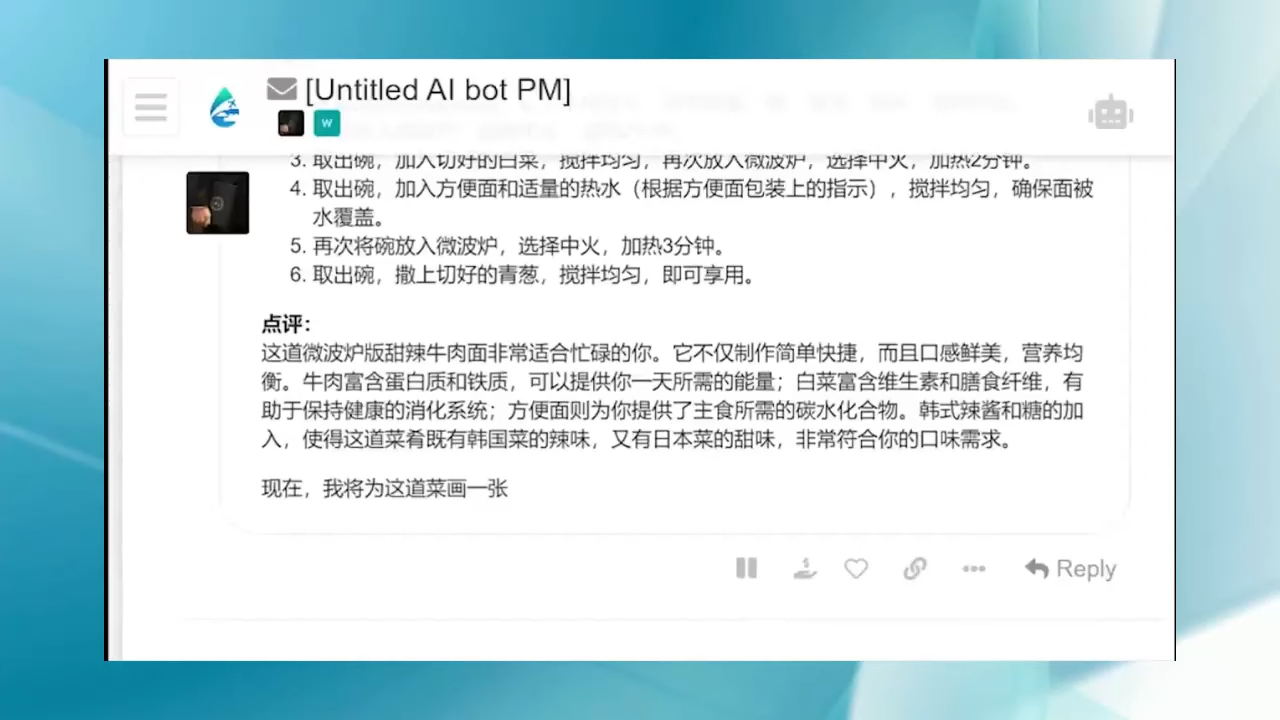 [Untitled AI bot PM]
W
3. 取出碗，加入切好的白菜，搅拌均匀，再次放入微波炉，选择中火，加热2分钟。
4. 取出碗，加入方便面和适量的热水（根据方便面包装上的指示），搅拌均匀，确保面被
水覆盖。
5. 再次将碗放入微波炉，选择中火，加热3分钟。
6. 取出碗，撒上切好的青葱，搅拌均匀，即可享用。
点评：
这道微波炉版甜辣牛肉面非常适合忙碌的你。它不仅制作简单快捷，而且口感鲜美，营养均
衡。牛肉富含蛋白质和铁质，可以提供你一天所需的能量；白菜富含维生素和膳食纤维，有
助于保持健康的消化系统；方便面则为你提供了主食所需的碳水化合物。韩式辣酱和糖的加
入，使得这道菜肴既有韩国菜的辣味，又有日本菜的甜味，非常符合你的口味需求。
现在，我将为这道菜画一张
Reply